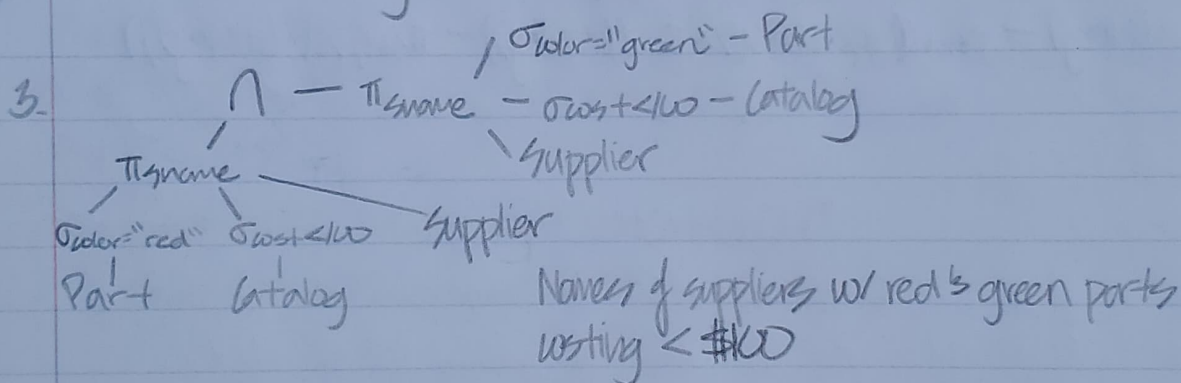 σcolor="green" - Part
3. ∩ — πsname - σcost<100 - Catalog
Supplier
πsname
σcolor="red" σcost<100 Supplier
Part Catalog
Names of suppliers w/ red & green parts
costing < $100